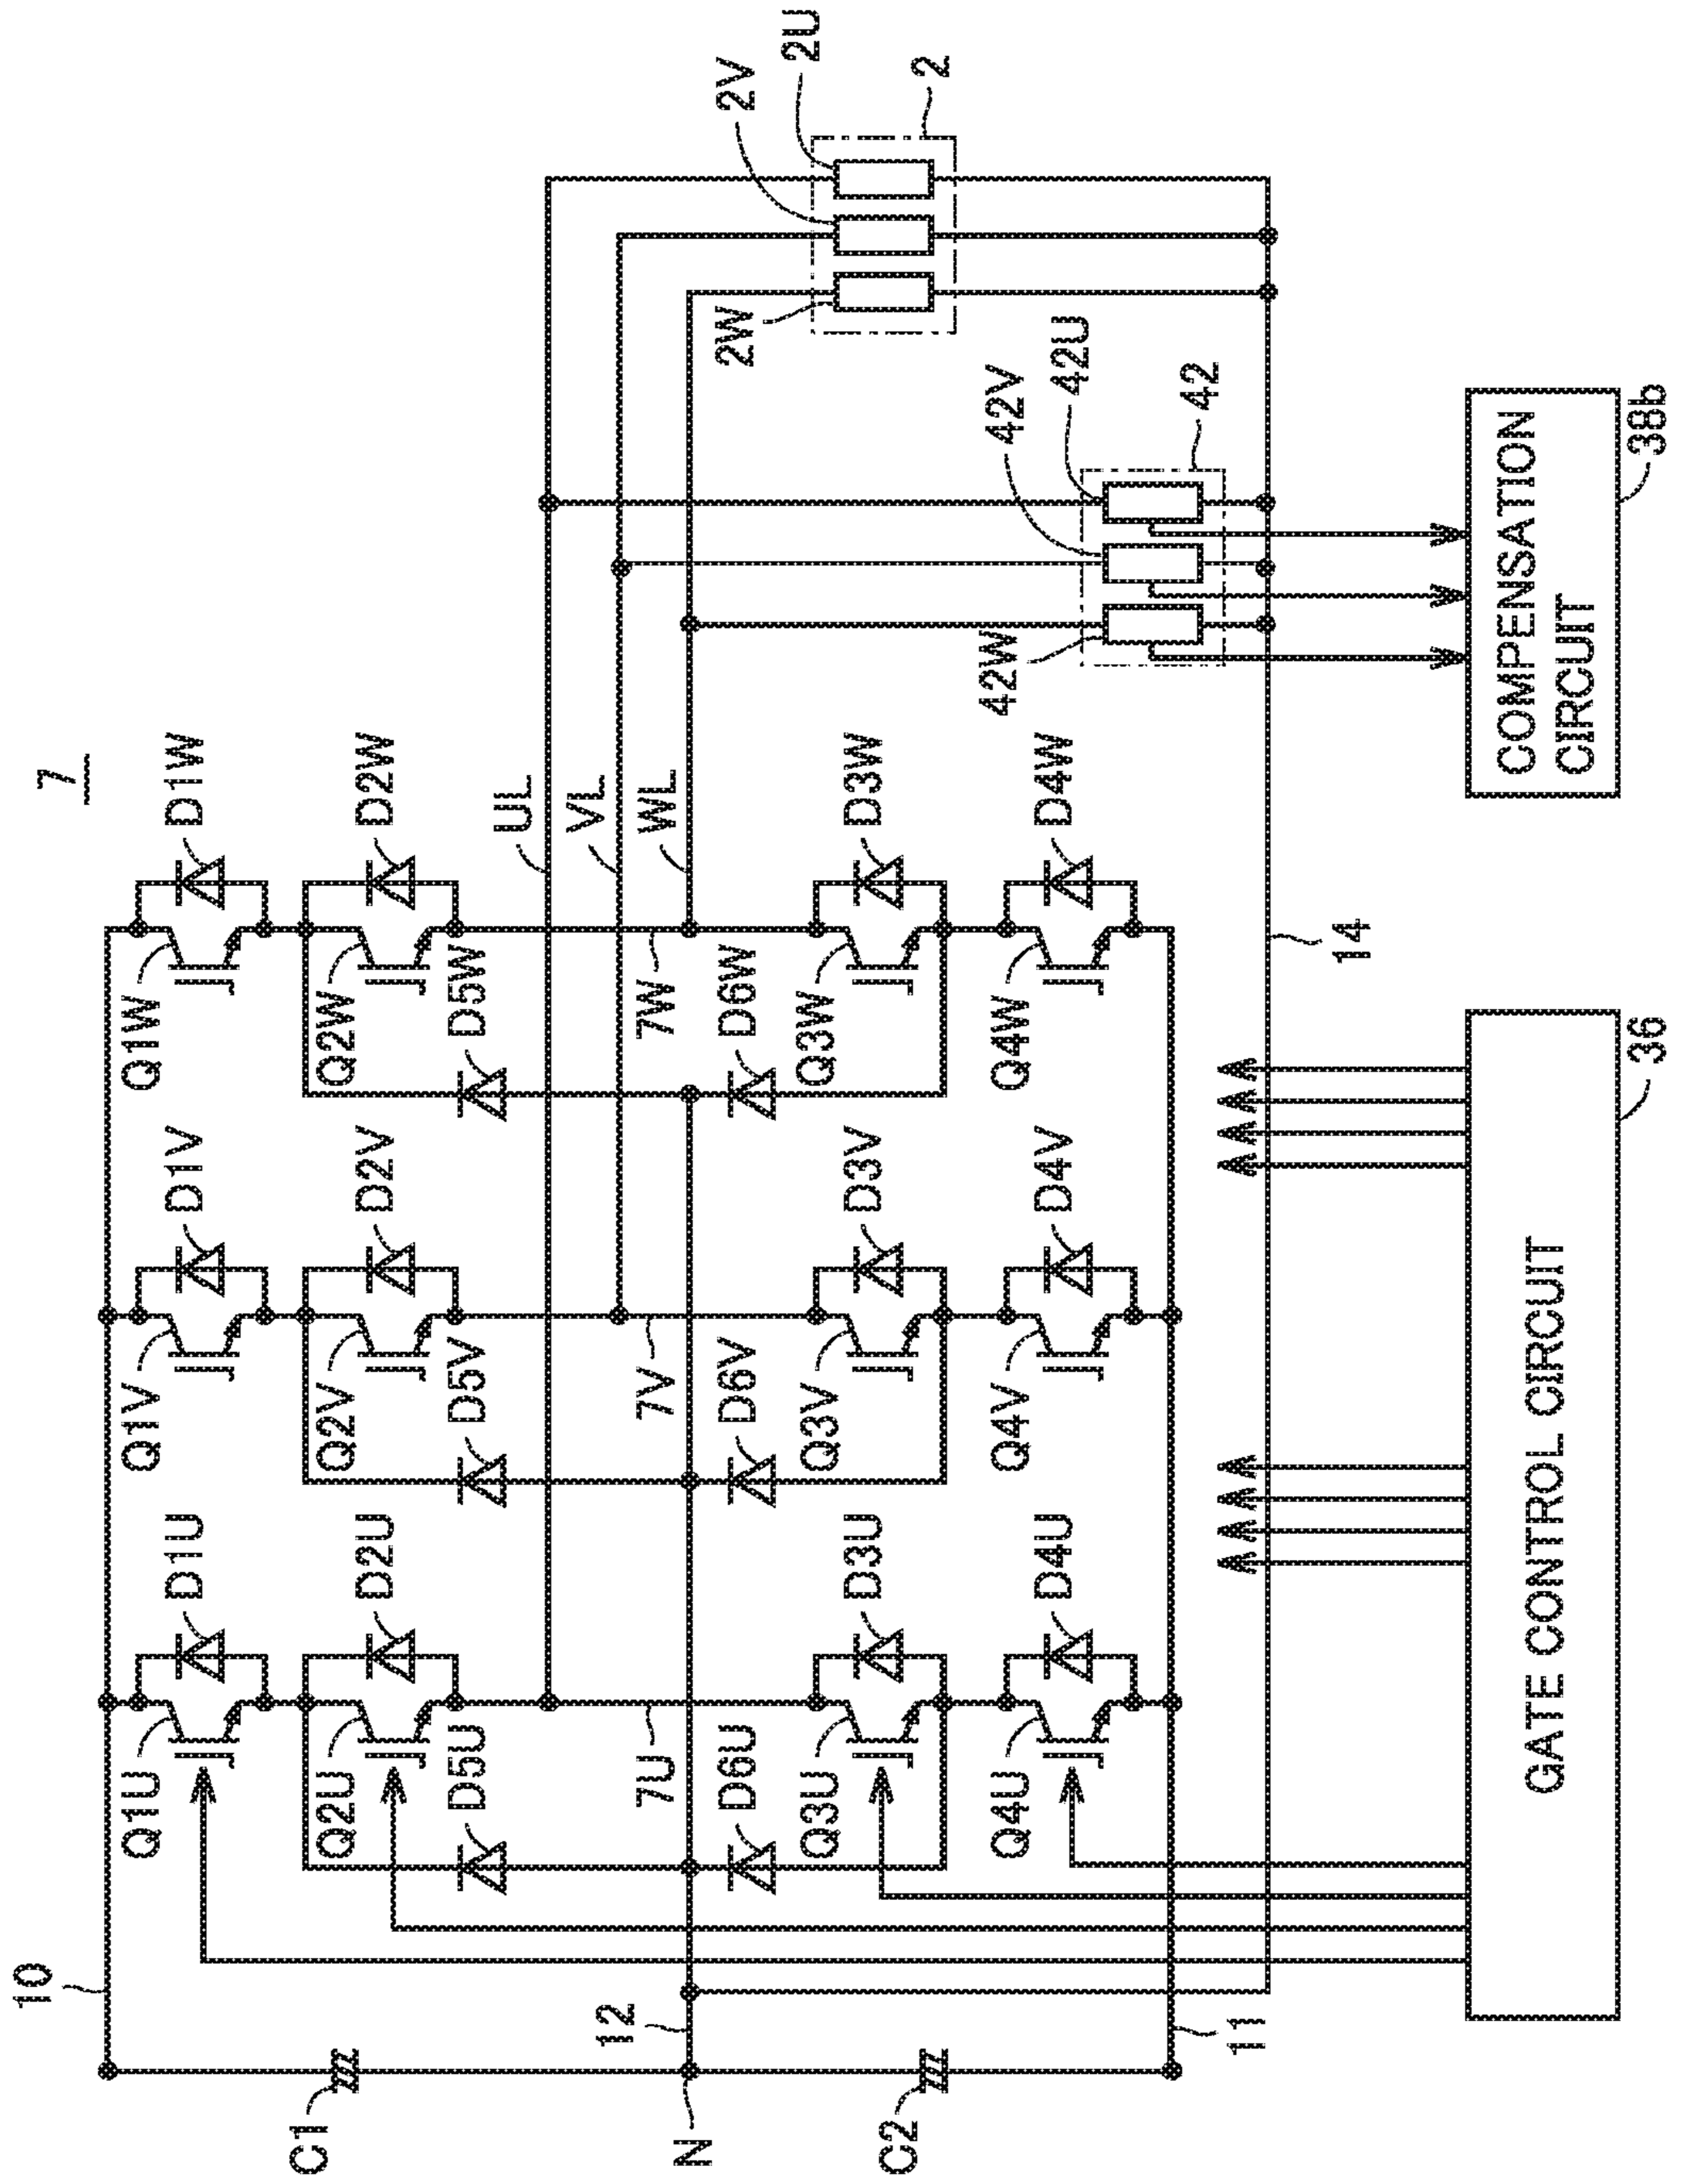 7
10
Q1U
D1U
Q1V
D1V
Q1W
D1W
C1
Q2U
D2U
Q2V
D2V
Q2W
D2W
D5U
D5V
D5W
UL
VL
WL
2V
2U
2W
2
N
12
7U
7V
7W
D6U
D6V
D6W
Q3U
D3U
Q3V
D3V
Q3W
D3W
C2
Q4U
D4U
Q4V
D4V
Q4W
D4W
42W
42V
42U
42
11
14
GATE CONTROL CIRCUIT
36
COMPENSATION
CIRCUIT
38b